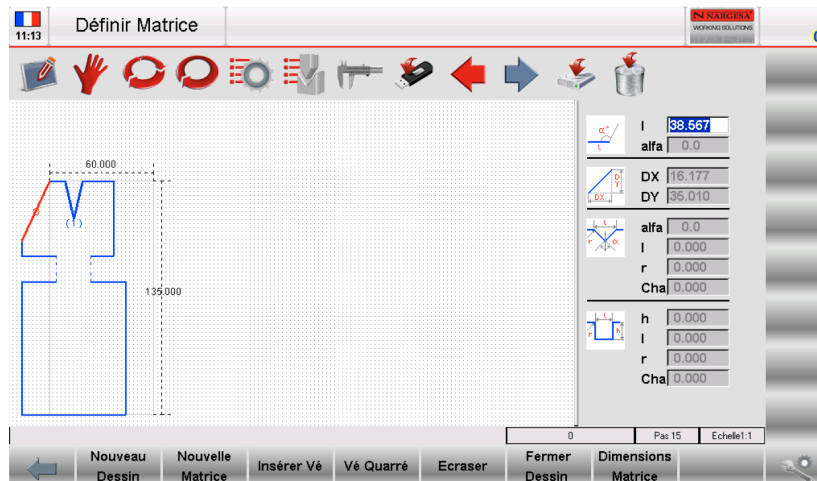 11:13
Définir Matrice
N NARGESA
WORKING SOLUTIONS
60.000
(1)
135.000
α°
L
l 38.567
alfa 0.0
DX
D
Y
DX 16.177
DY 35.010
L
r
α
alfa 0.0
l 0.000
r 0.000
Cha 0.000
L
r
h
h 0.000
l 0.000
r 0.000
Cha 0.000
0
Pas 15
Echelle1:1
Nouveau Dessin
Nouvelle Matrice
Insérer Vé
Vé Quarré
Ecraser
Fermer Dessin
Dimensions Matrice